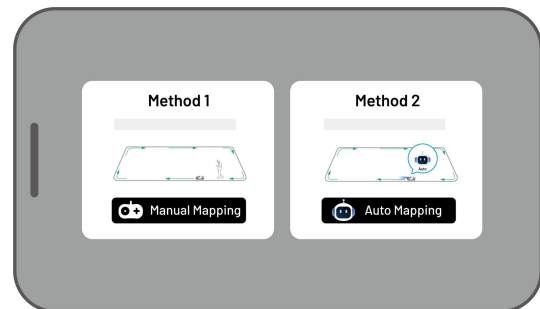 Method 1
Manual Mapping
Method 2
Auto
Auto Mapping